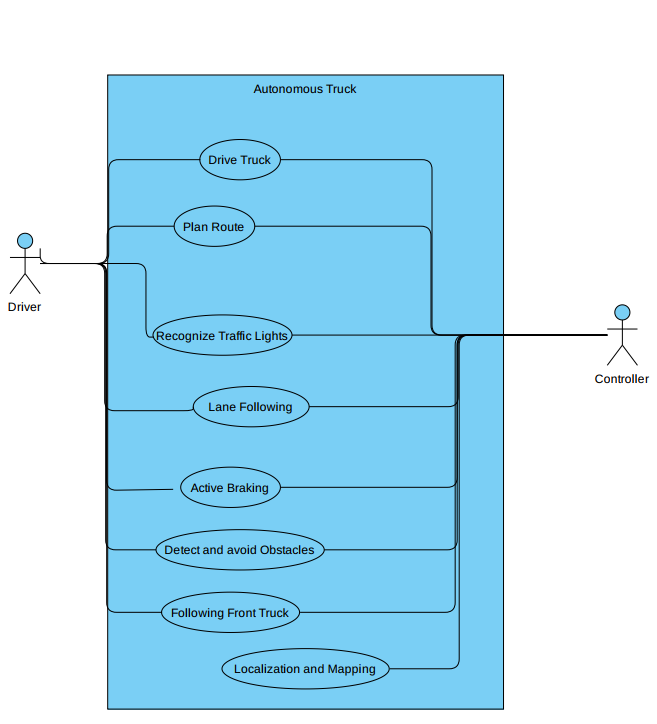 Autonomous Truck
Drive Truck
Plan Route
Driver
Recognize Traffic Lights
Controller
Lane Following
Active Braking
Detect and avoid Obstacles
Following Front Truck
Localization and Mapping